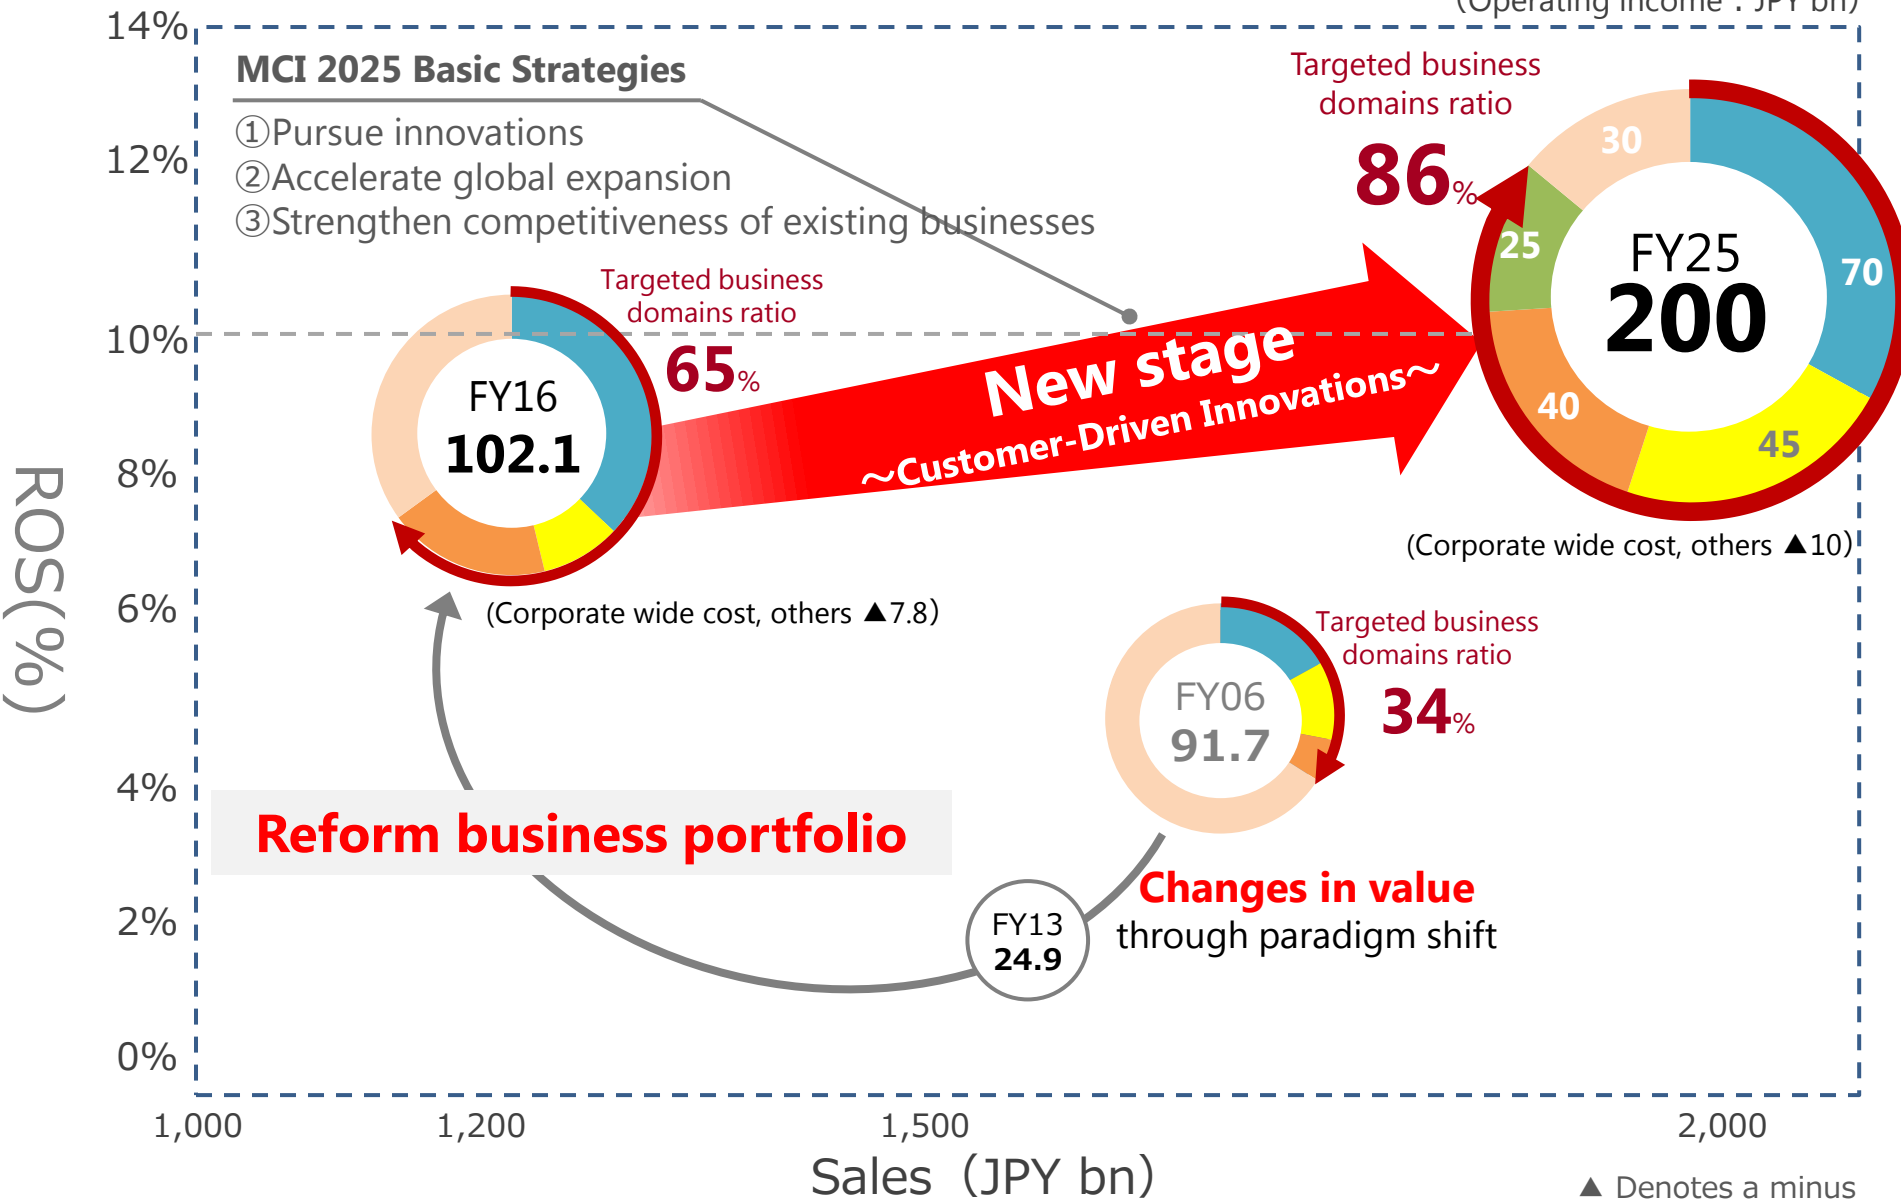 (Operating income : JPY bn)
14%
12%
10%
8%
6%
4%
2%
0%
ROS(%)
MCI 2025 Basic Strategies
①Pursue innovations
②Accelerate global expansion
③Strengthen competitiveness of existing businesses
Targeted business
domains ratio
86%
30
25
70
40
45
FY25
200
(Corporate wide cost, others ▲10)
Targeted business
domains ratio
65%
FY16
102.1
(Corporate wide cost, others ▲7.8)
New stage
～Customer-Driven Innovations～
Targeted business
domains ratio
34%
FY06
91.7
Reform business portfolio
Changes in value
through paradigm shift
FY13
24.9
1,000
1,200
1,500
2,000
Sales (JPY bn)
▲ Denotes a minus